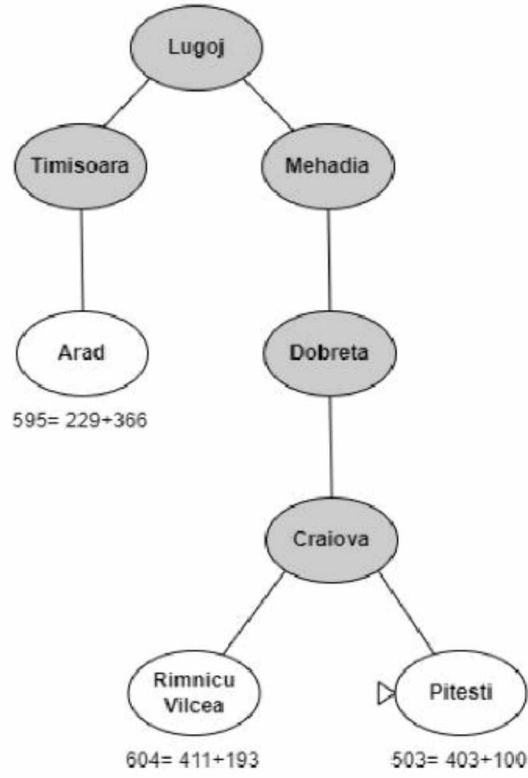 Lugoj
Timisoara
Mehadia
Arad
Dobreta
595= 229+366
Craiova
Rimnicu
Vilcea
Pitesti
604= 411+193
503= 403+100